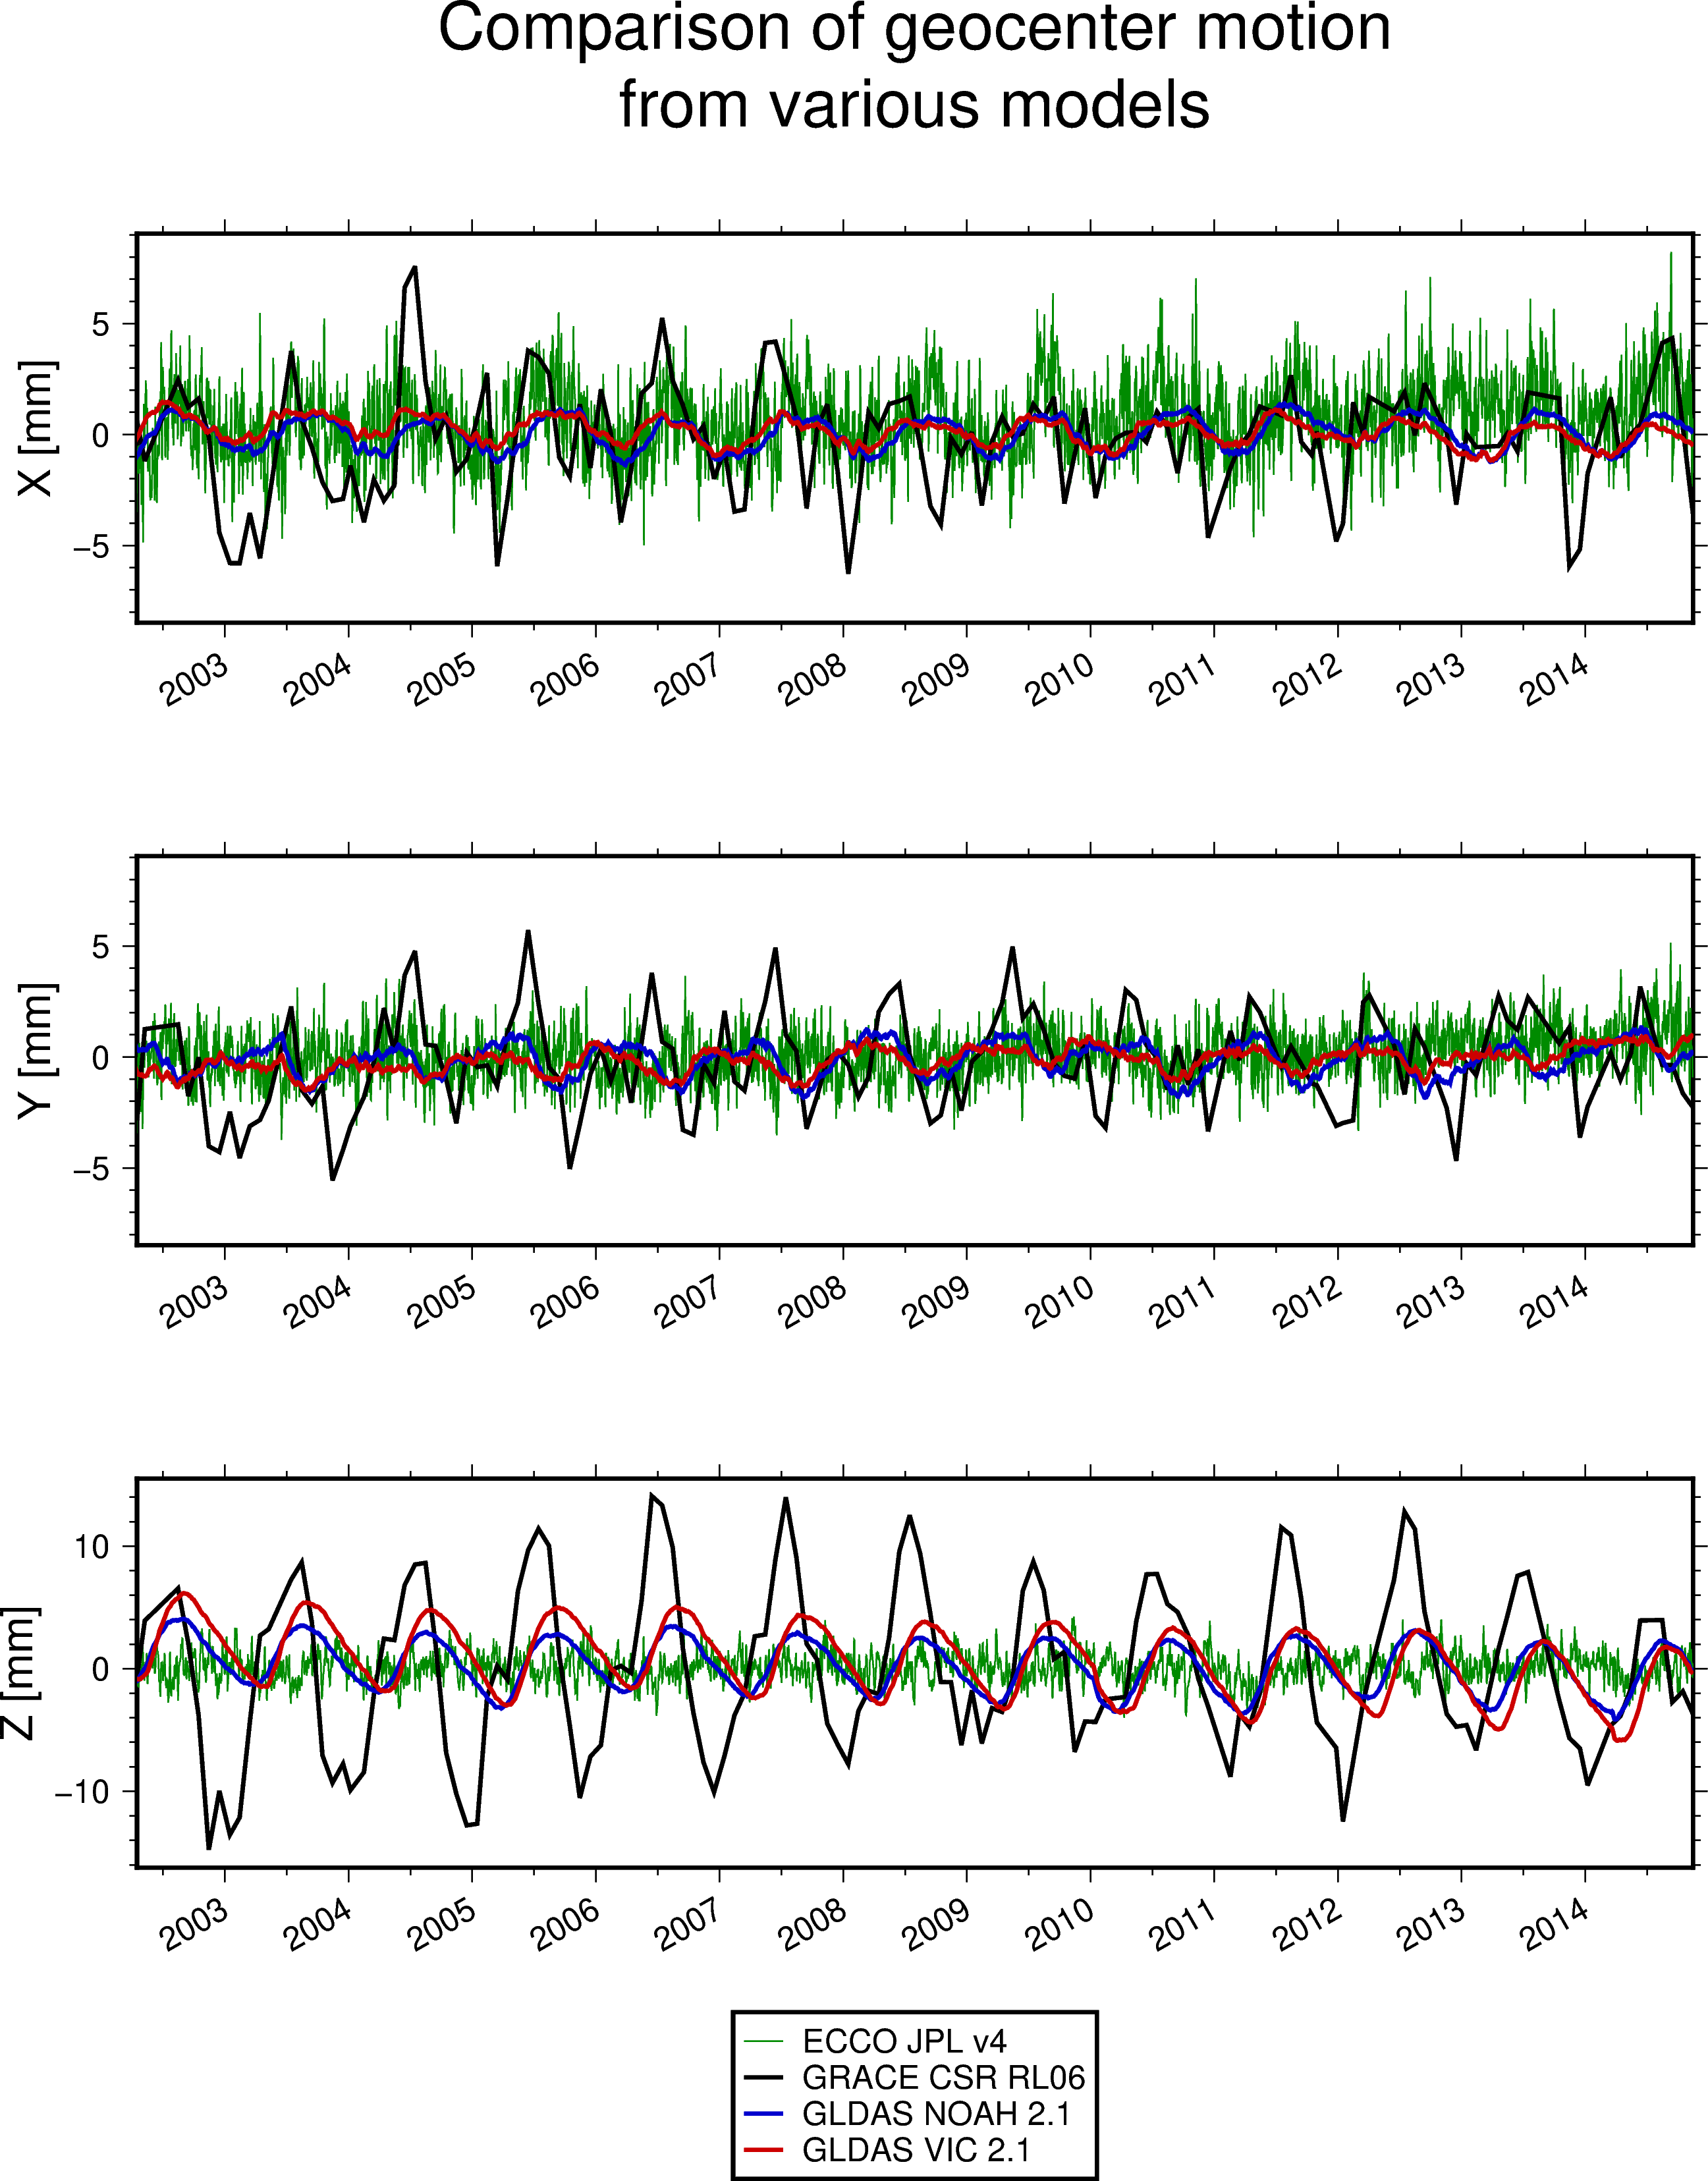 Comparison of geocenter motion
from various models
X [mm]
5
0
−5
2003 2004 2005 2006 2007 2008 2009 2010 2011 2012 2013 2014
Y [mm]
5
0
−5
2003 2004 2005 2006 2007 2008 2009 2010 2011 2012 2013 2014
Z [mm]
10
0
−10
2003 2004 2005 2006 2007 2008 2009 2010 2011 2012 2013 2014
ECCO JPL v4
GRACE CSR RL06
GLDAS NOAH 2.1
GLDAS VIC 2.1